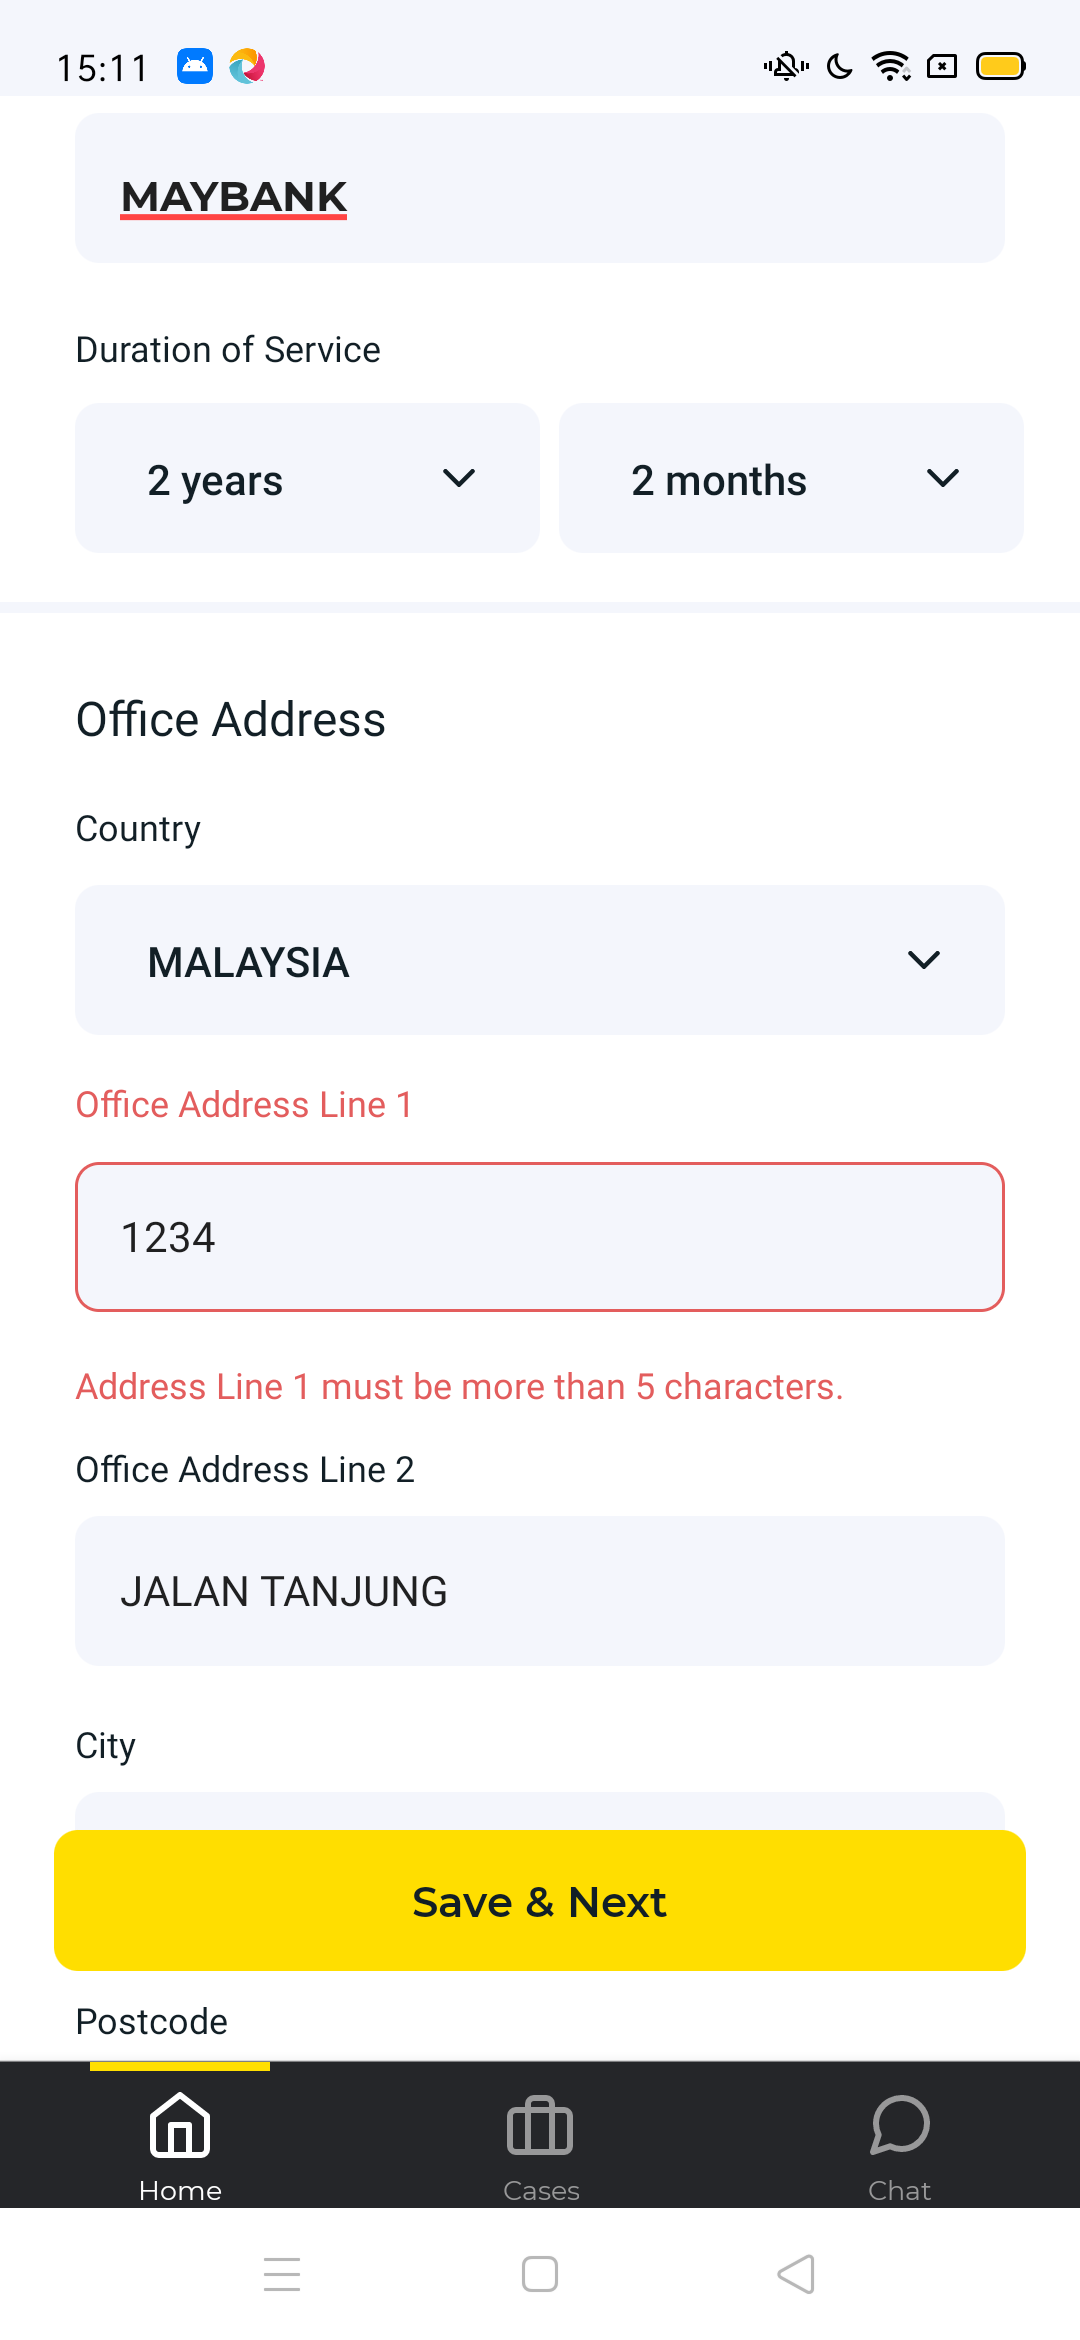 15:11
MAYBANK
Duration of Service
2 years
2 months
Office Address
Country
MALAYSIA
Office Address Line 1
1234
Address Line 1 must be more than 5 characters.
Office Address Line 2
JALAN TANJUNG
City
Save & Next
Postcode
Home
Cases
Chat